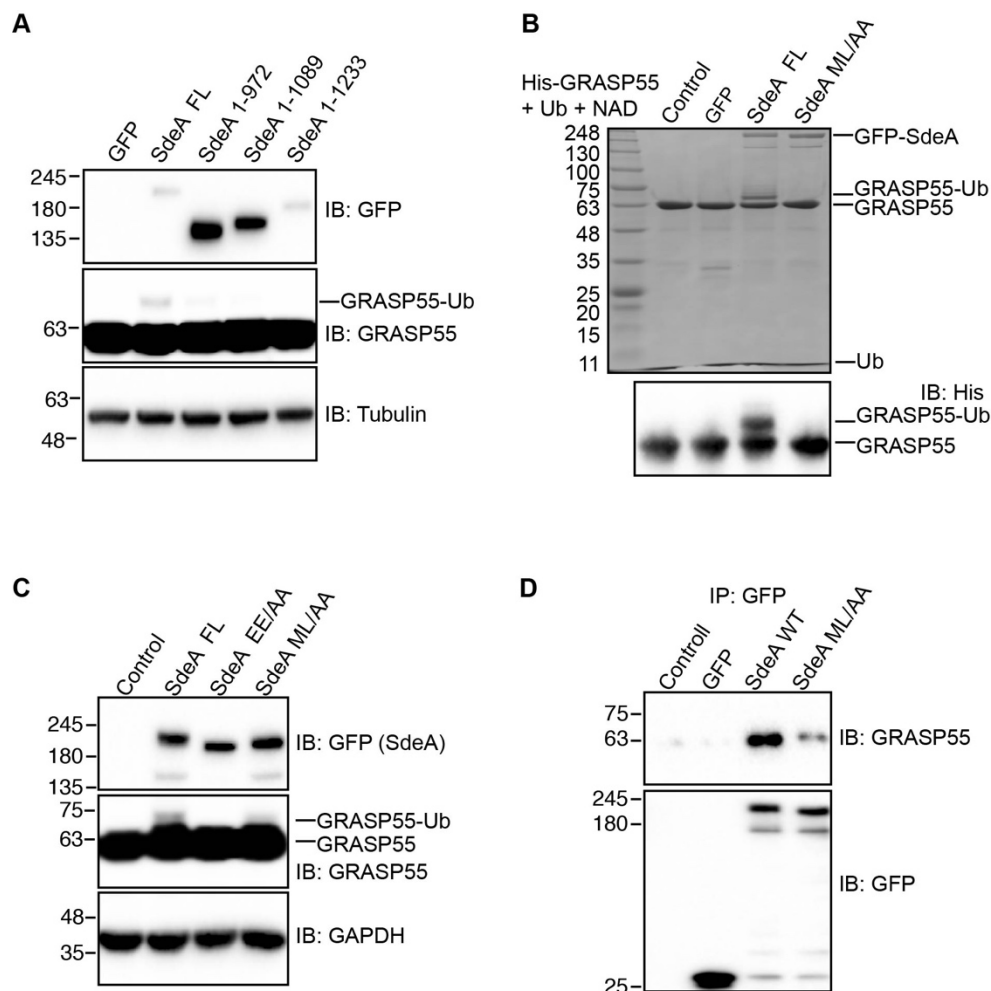 A
GFP
SdeA FL
SdeA 1-972
SdeA 1-1089
SdeA 1-1233
245
180
135
IB: GFP
GRASP55-Ub
63
IB: GRASP55
63
48
IB: Tubulin
B
His-GRASP55
+ Ub + NAD
Control
GFP
SdeA FL
SdeA ML/AA
248
130
100
75
63
48
35
25
20
15
11
GFP-SdeA
GRASP55-Ub
GRASP55
Ub
IB: His
GRASP55-Ub
GRASP55
C
Control
SdeA FL
SdeA EE/AA
SdeA ML/AA
245
180
135
IB: GFP (SdeA)
75
63
GRASP55-Ub
GRASP55
IB: GRASP55
48
35
IB: GAPDH
D
IP: GFP
Controll
GFP
SdeA WT
SdeA ML/AA
75
63
IB: GRASP55
245
180
25
IB: GFP